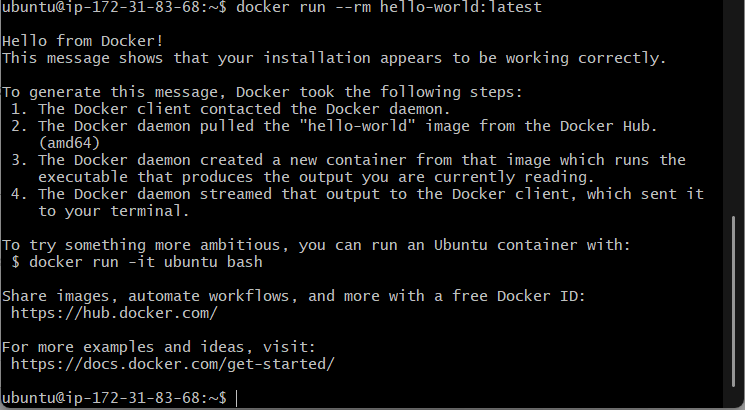 ubuntu@ip-172-31-83-68:~$ docker run --rm hello-world:latest
Hello from Docker!
This message shows that your installation appears to be working correctly.
To generate this message, Docker took the following steps:
1. The Docker client contacted the Docker daemon.
2. The Docker daemon pulled the "hello-world" image from the Docker Hub.
(amd64)
3. The Docker daemon created a new container from that image which runs the
executable that produces the output you are currently reading.
4. The Docker daemon streamed that output to the Docker client, which sent it
to your terminal.
To try something more ambitious, you can run an Ubuntu container with:
$ docker run -it ubuntu bash
Share images, automate workflows, and more with a free Docker ID:
https://hub.docker.com/
For more examples and ideas, visit:
https://docs.docker.com/get-started/
ubuntu@ip-172-31-83-68:~$